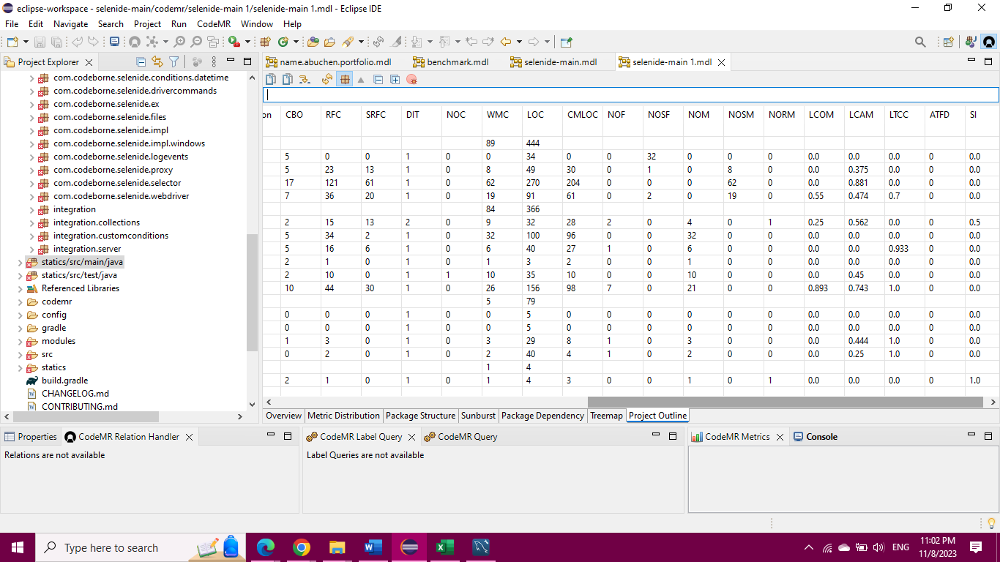 eclipse-workspace - selenide-main/codemr/selenide-main 1/selenide-main 1.mdl - Eclipse IDE
File Edit Navigate Search Project Run CodeMR Window Help
Project Explorer
name.abuchen.portfolio.mdl benchmark.mdl selenide-main.mdl selenide-main 1.mdl
com.codeborne.selenide.conditions.datetime
com.codeborne.selenide.drivercommands
com.codeborne.selenide.ex
com.codeborne.selenide.files
com.codeborne.selenide.impl
com.codeborne.selenide.impl.windows
com.codeborne.selenide.logevents
com.codeborne.selenide.proxy
com.codeborne.selenide.selector
com.codeborne.selenide.webdriver
integration
integration.collections
integration.customconditions
integration.server
statics/src/main/java
statics/src/test/java
Referenced Libraries
codemr
config
gradle
modules
src
statics
build.gradle
CHANGELOG.md
CONTRIBUTING.md
on CBO RFC SRFC DIT NOC WMC LOC CMLOC NOF NOSF NOM NOSM NORM LCOM LCAM LTCC ATFD SI
89 444
5 0 0 1 0 0 34 0 0 32 0 0 0 0.0 0.0 0.0 0 0.0
5 23 13 1 0 8 49 30 0 1 0 8 0 0.0 0.375 0.0 0 0.0
17 121 61 1 0 62 270 204 0 0 0 62 0 0.0 0.881 0.0 0 0.0
7 36 20 1 0 19 91 61 0 2 0 19 0 0.55 0.474 0.7 0 0.0
84 366
2 15 13 2 0 9 32 28 2 0 4 0 1 0.25 0.562 0.0 0 0.5
5 34 2 1 0 32 100 96 0 0 32 0 0 0.0 0.0 0.0 0 0.0
5 16 6 1 0 6 40 27 1 0 6 0 0 0.0 0.0 0.933 0 0.0
2 1 0 1 0 1 3 2 0 0 1 0 0 0.0 0.0 0.0 0 0.0
2 10 0 1 1 10 35 10 0 0 10 0 0 0.0 0.45 0.0 0 0.0
10 44 30 1 0 26 156 98 7 0 21 0 0 0.893 0.743 1.0 0 0.0
5 79
0 0 0 1 0 0 5 0 0 0 0 0 0 0.0 0.0 0.0 0 0.0
0 0 0 1 0 0 5 0 0 0 0 0 0 0.0 0.0 0.0 0 0.0
1 3 0 1 0 3 29 8 1 0 3 0 0 0.0 0.444 1.0 0 0.0
0 2 0 1 0 2 40 4 1 0 2 0 0 0.0 0.25 1.0 0 0.0
1 4
2 1 0 1 0 1 4 3 0 0 1 0 1 0.0 0.0 0.0 0 1.0
Overview Metric Distribution Package Structure Sunburst Package Dependency Treemap Project Outline
Properties CodeMR Relation Handler
Relations are not available
CodeMR Label Query CodeMR Query
Label Queries are not available
CodeMR Metrics Console
Type here to search
ENG
11:02 PM
11/8/2023